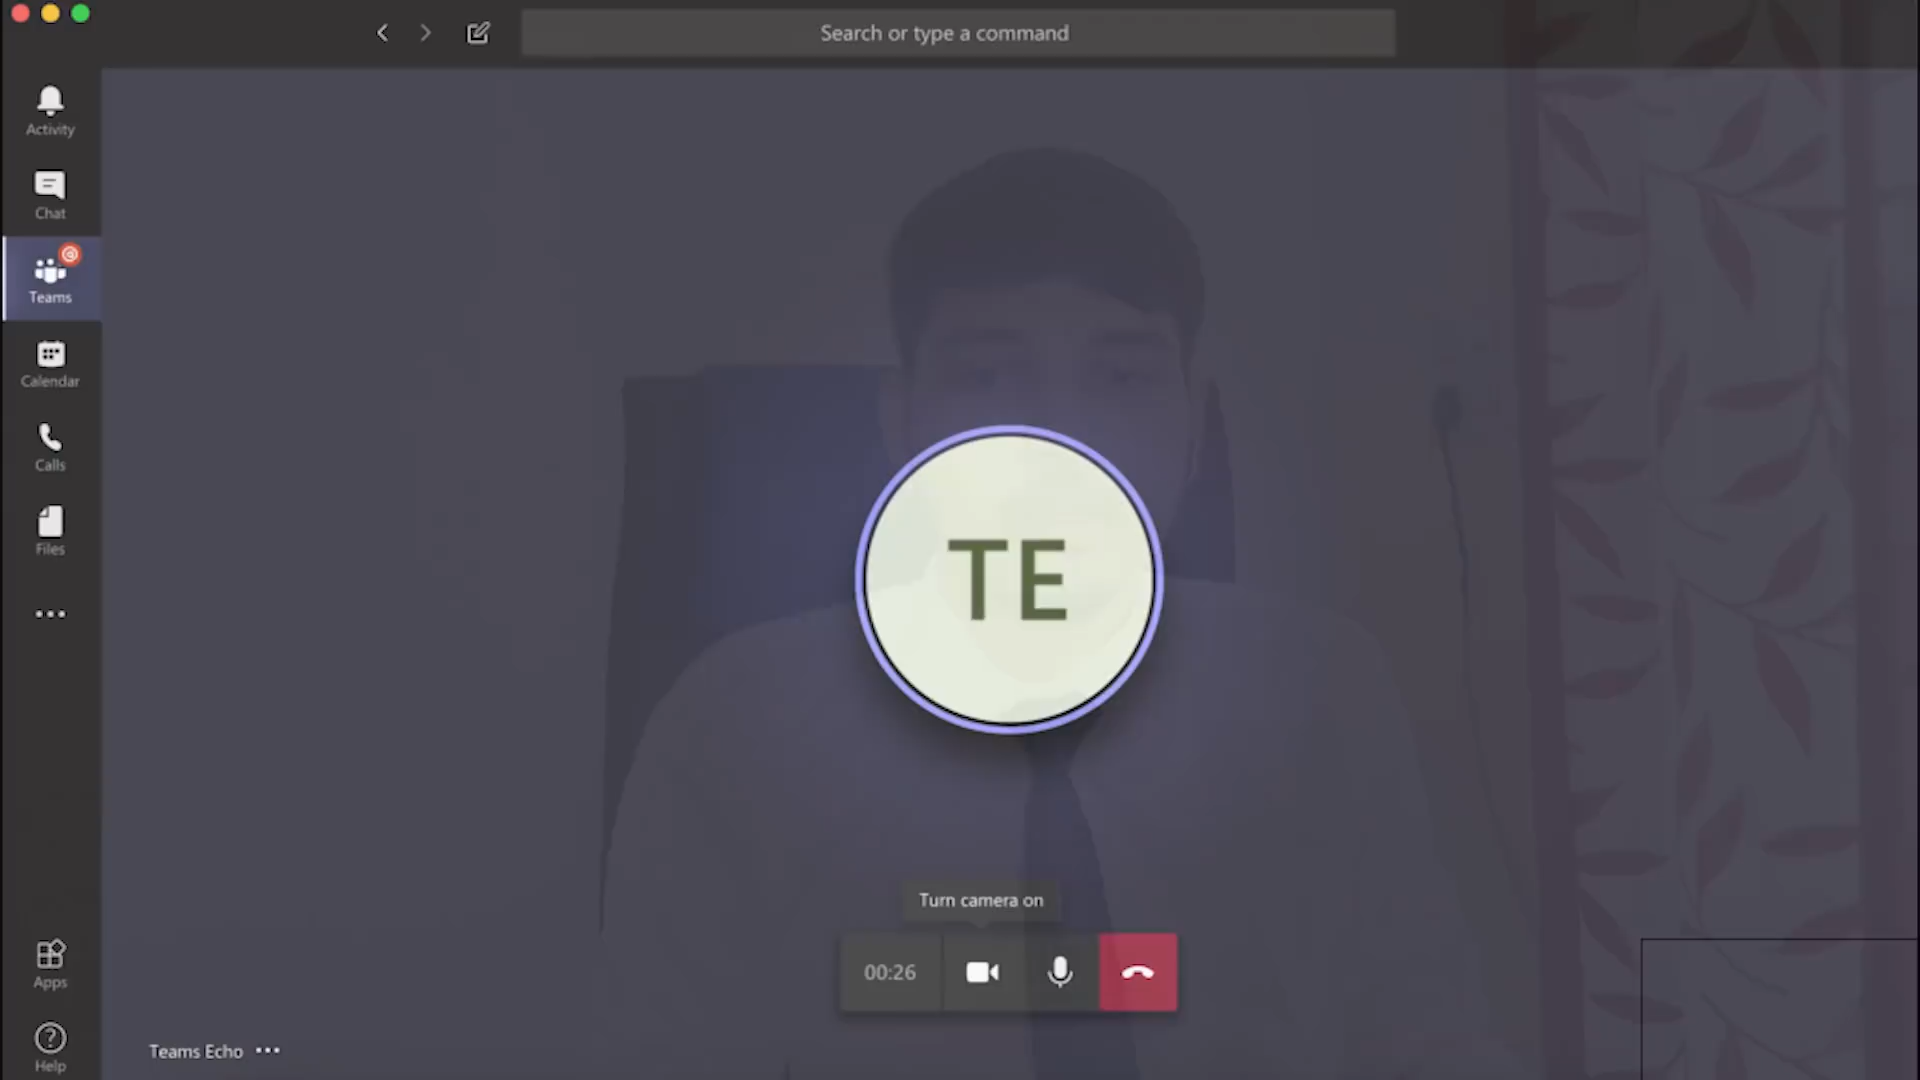 Search or type a command
Activity
Chat
Teams
Calendar
Calls
Files
TE
Turn camera on
00:26
Apps
Help
Teams Echo